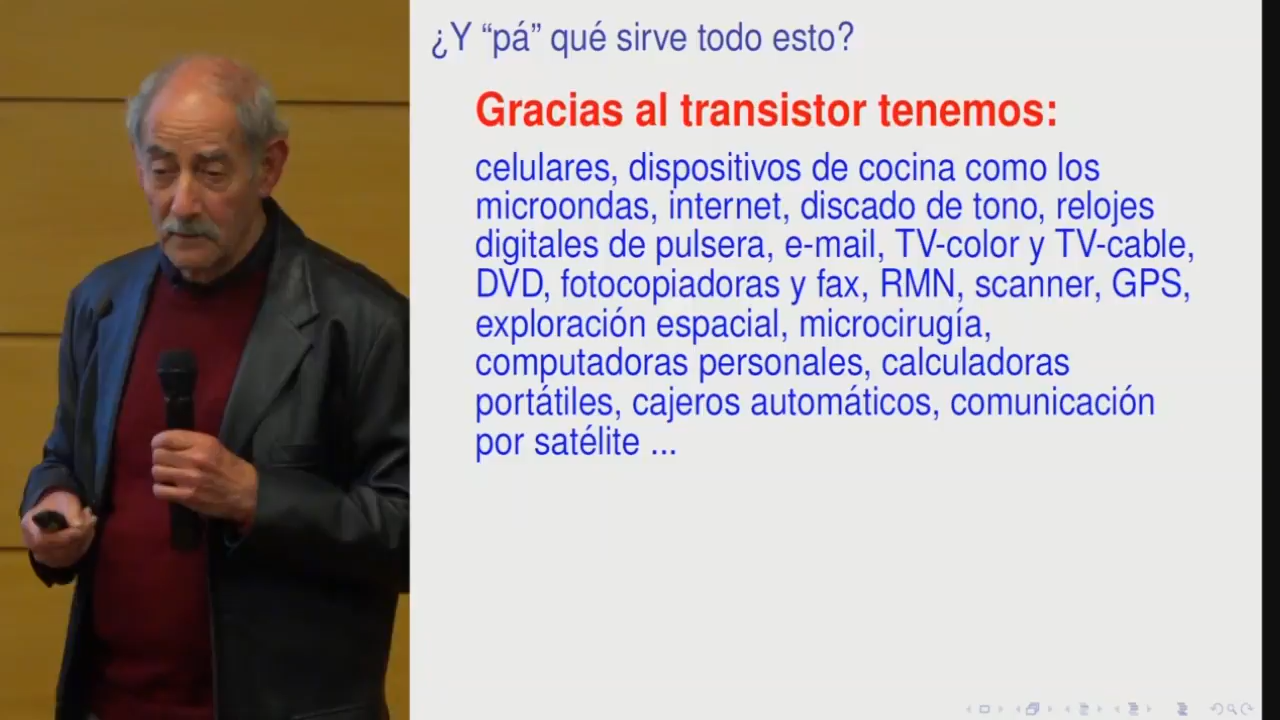 ¿Y “pá” qué sirve todo esto?
Gracias al transistor tenemos:
celulares, dispositivos de cocina como los
microondas, internet, discado de tono, relojes
digitales de pulsera, e-mail, TV-color y TV-cable,
DVD, fotocopiadoras y fax, RMN, scanner, GPS,
exploración espacial, microcirugía,
computadoras personales, calculadoras
portátiles, cajeros automáticos, comunicación
por satélite ...